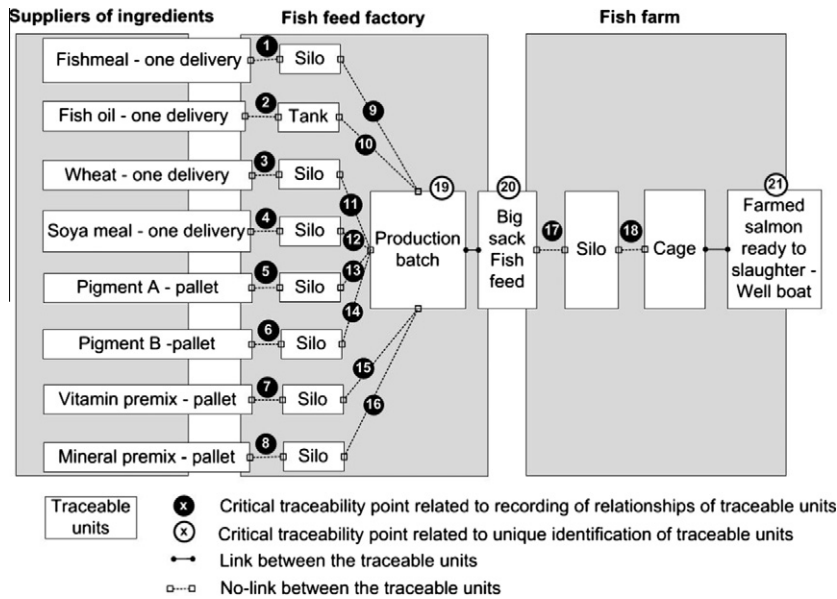 Suppliers of ingredients Fish feed factory Fish farm
Fishmeal - one delivery 1 Silo
9
Fish oil - one delivery 2 Tank
10
Wheat - one delivery 3 Silo
11
Soya meal - one delivery 4 Silo
12
Pigment A - pallet 5 Silo
13
Pigment B -pallet 6 Silo
14
Vitamin premix - pallet 7 Silo
15
Mineral premix - pallet 8 Silo
16
19
Production
batch
20
Big
sack
Fish
feed
17
Silo
18
Cage
21
Farmed
salmon
ready to
slaughter -
Well boat
Traceable
units
x Critical traceability point related to recording of relationships of traceable units
x Critical traceability point related to unique identification of traceable units
Link between the traceable units
No-link between the traceable units